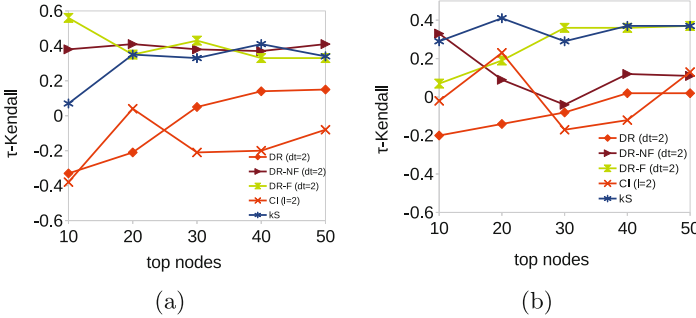 0.6
0.4
0.2
0
-0.2
-0.4
-0.6
τ-Kendall
DR (dt=2)
DR-NF (dt=2)
DR-F (dt=2)
CI (l=2)
kS
10 20 30 40 50
top nodes
(a)
0.4
0.2
0
-0.2
-0.4
-0.6
τ-Kendall
DR (dt=2)
DR-NF (dt=2)
DR-F (dt=2)
CI (l=2)
kS
10 20 30 40 50
top nodes
(b)